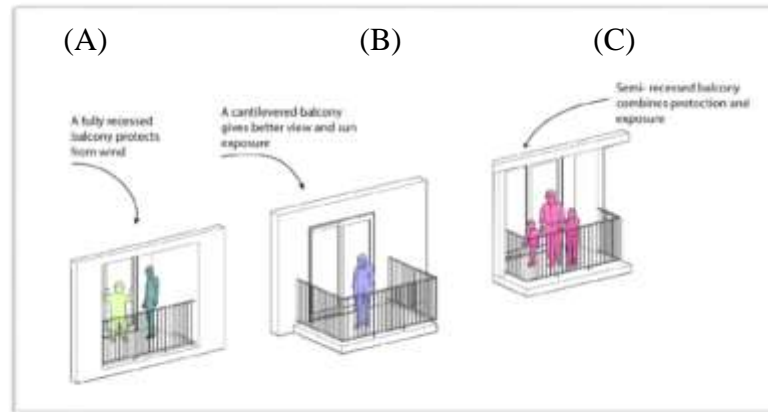 (A)
(B)
(C)
A fully recessed
balcony protects
from wind
A cantilevered balcony
gives better view and sun
exposure
Semi- recessed balcony
combines protection and
exposure